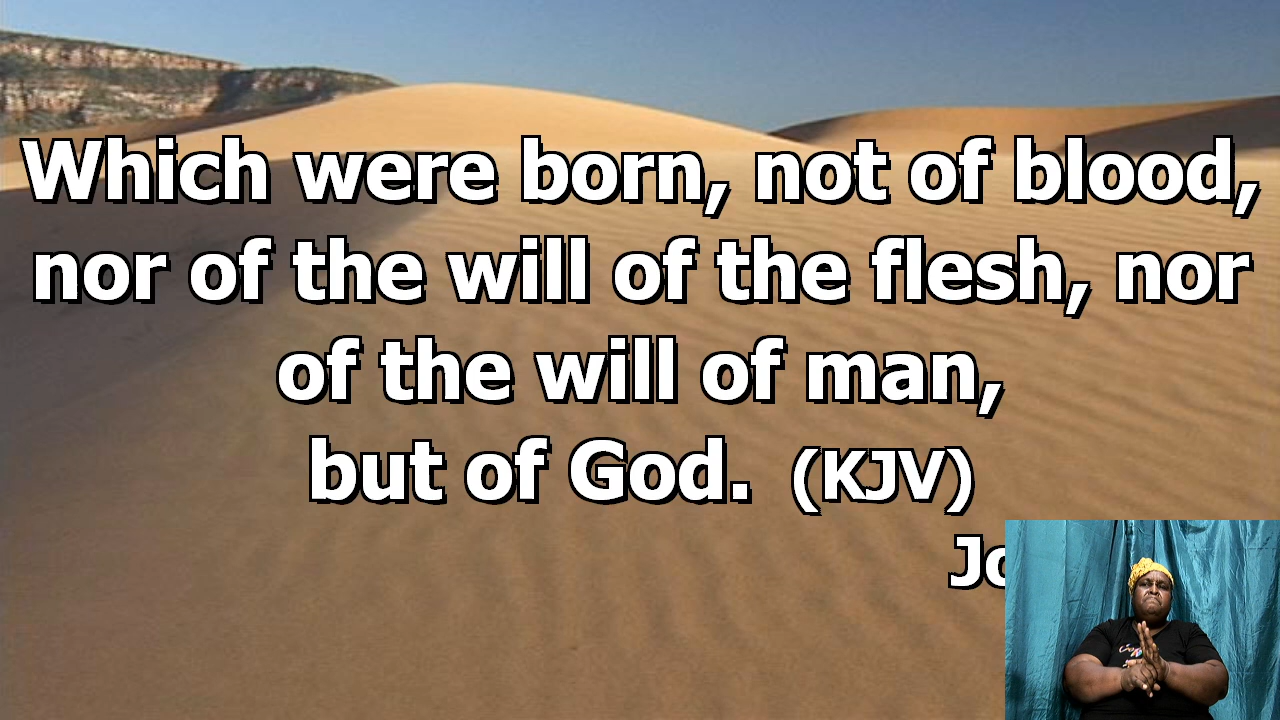 Which were born, not of blood,
nor of the will of the flesh, nor
of the will of man,
but of God. (KJV)